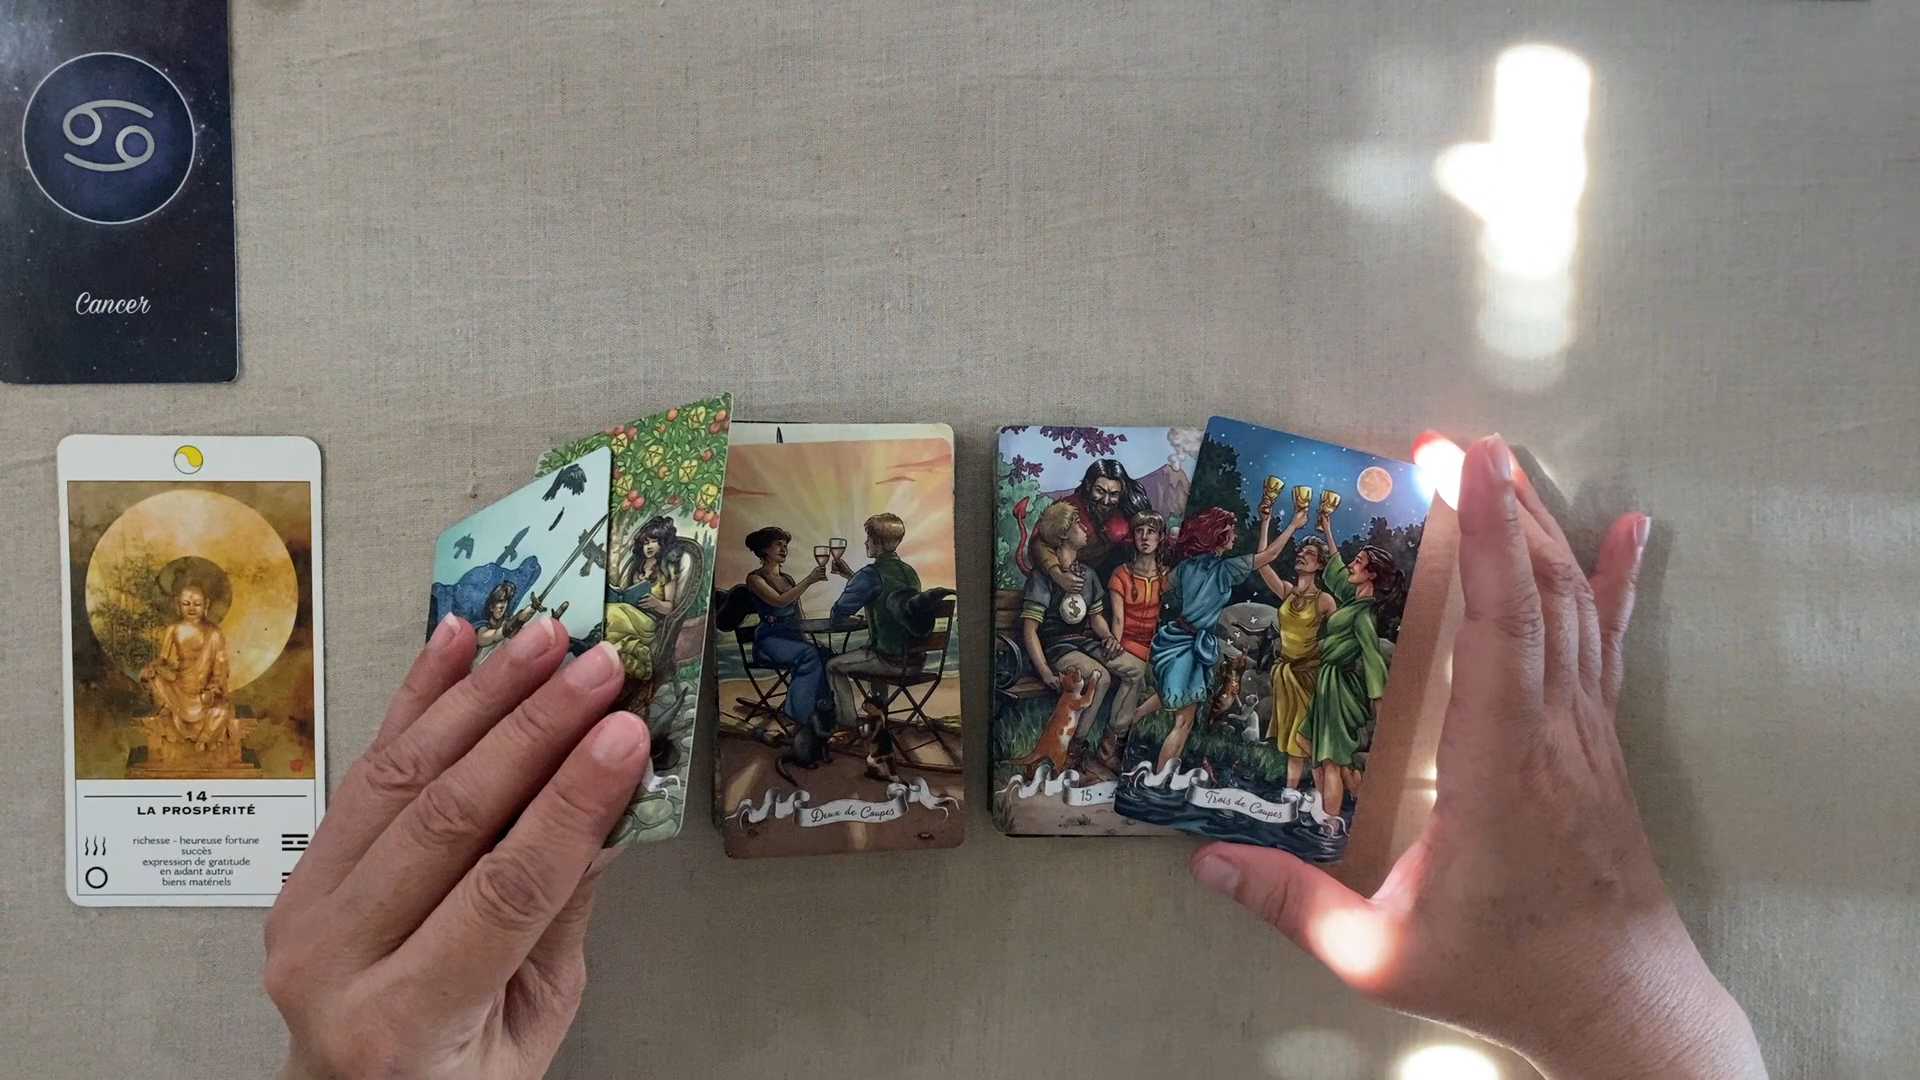 Cancer
14
LA PROSPÉRITÉ
richesse - heureuse fortune
succès
expression de gratitude
en aidant autrui
biens matériels
Deux de Coupes
15 •
Trois de Coupes
$